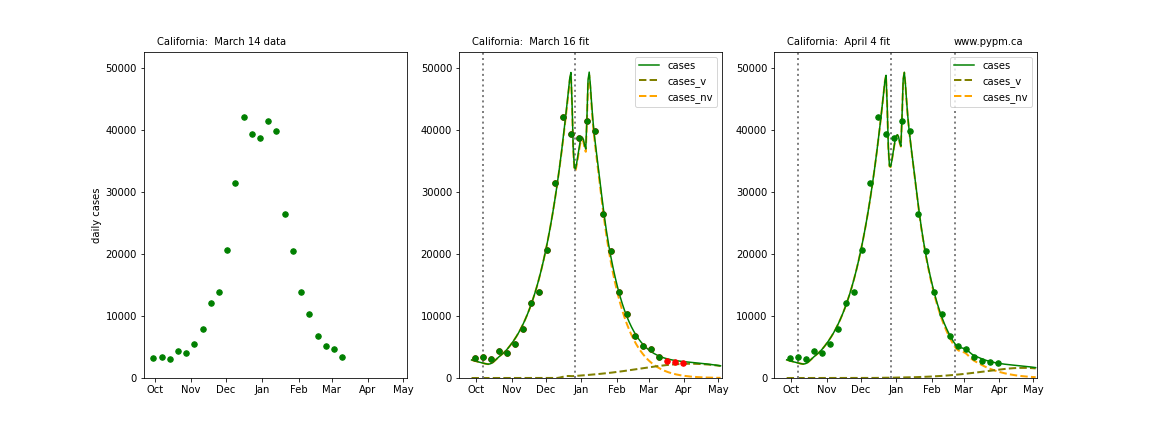 California:  March 14 data
daily cases
50000
40000
30000
20000
10000
0
Oct Nov Dec Jan Feb Mar Apr May
California:  March 16 fit
cases
cases_v
cases_nv
50000
40000
30000
20000
10000
0
Oct Nov Dec Jan Feb Mar Apr May
California:  April 4 fit www.pypm.ca
cases
cases_v
cases_nv
50000
40000
30000
20000
10000
0
Oct Nov Dec Jan Feb Mar Apr May